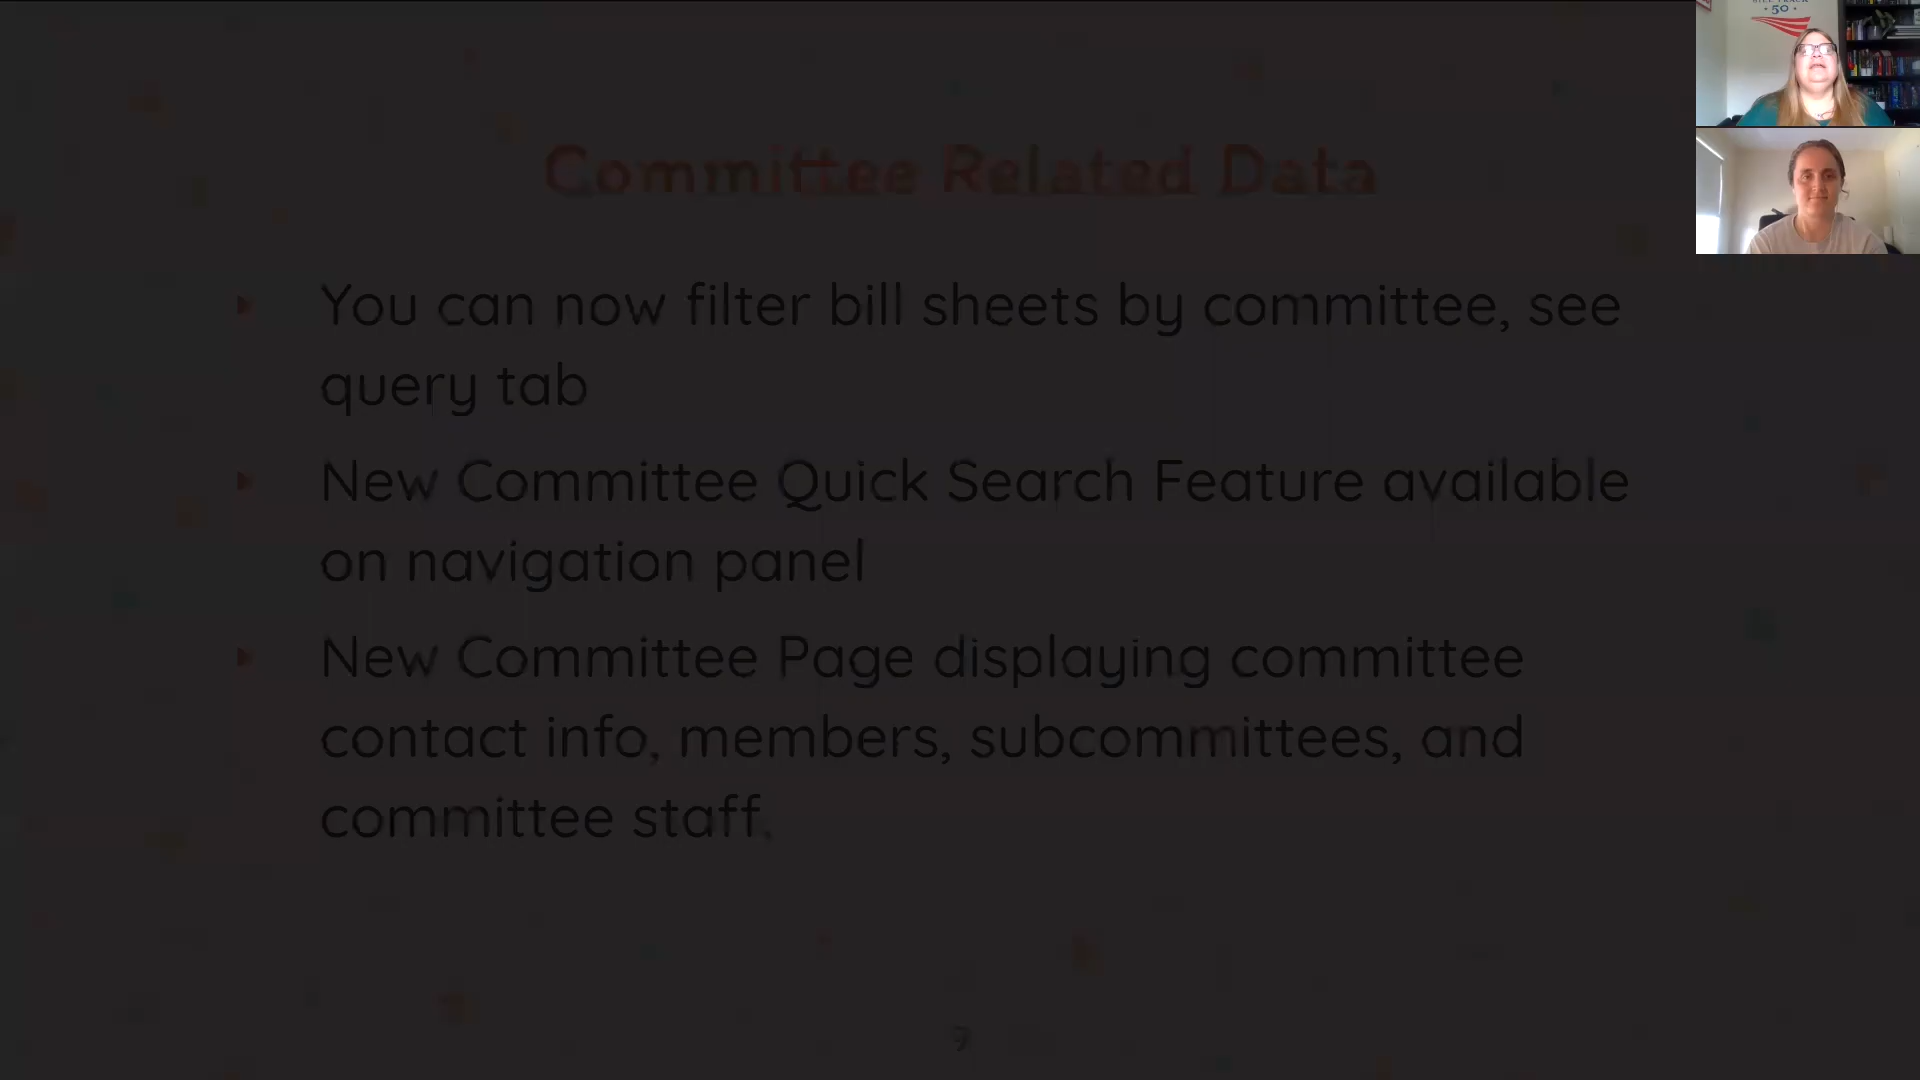 Committee Related Data
You can now filter bill sheets by committee, see
query tab
New Committee Quick Search Feature available
on navigation panel
New Committee Page displaying committee
contact info, members, subcommittees, and
committee staff.
50